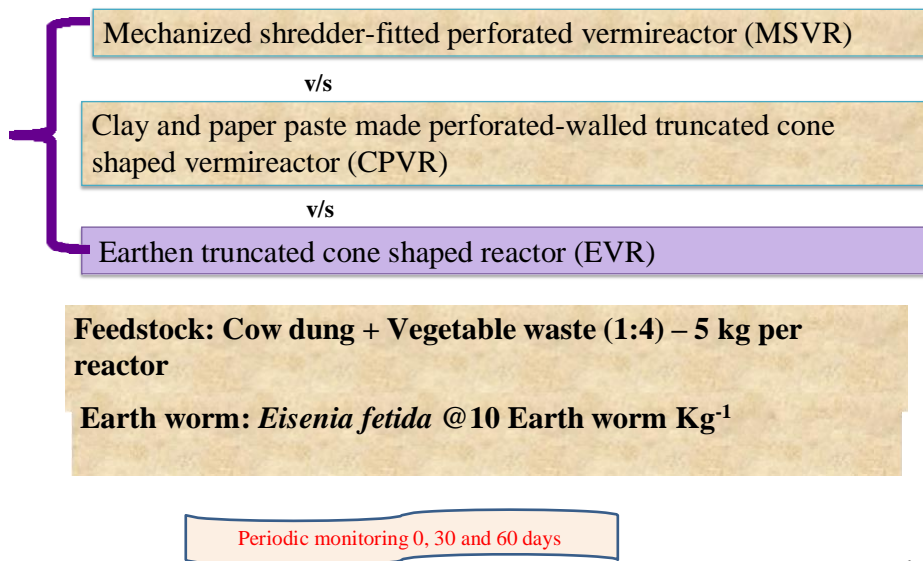 Mechanized shredder-fitted perforated vermireactor (MSVR)
v/s
Clay and paper paste made perforated-walled truncated cone
shaped vermireactor (CPVR)
v/s
Earthen truncated cone shaped reactor (EVR)
Feedstock: Cow dung + Vegetable waste (1:4) – 5 kg per
reactor
Earth worm: Eisenia fetida @10 Earth worm Kg⁻¹
Periodic monitoring 0, 30 and 60 days